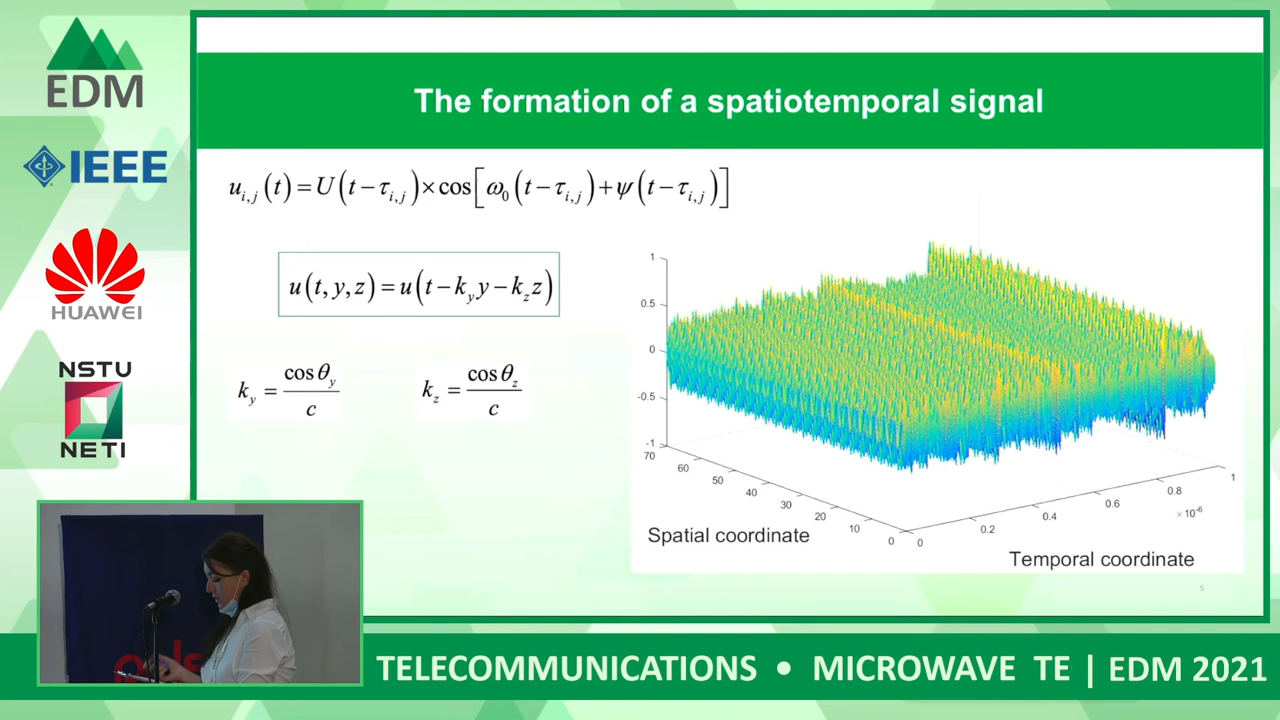 EDM
IEEE
HUAWEI
NSTU
NETI
The formation of a spatiotemporal signal
u_{i,j}(t) = U(t − τ_{i,j}) × cos[ω_0(t − τ_{i,j}) + ψ(t − τ_{i,j})]
u(t, y, z) = u(t − k_y y − k_z z)
k_y = cos θ_y / c
k_z = cos θ_z / c
1
0.5
0
-0.5
-1
70
60
50
40
30
20
10
0
0
0.2
0.4
0.6
0.8
1
× 10^{-6}
Spatial coordinate
Temporal coordinate
5
TELECOMMUNICATIONS • MICROWAVE TE | EDM 2021